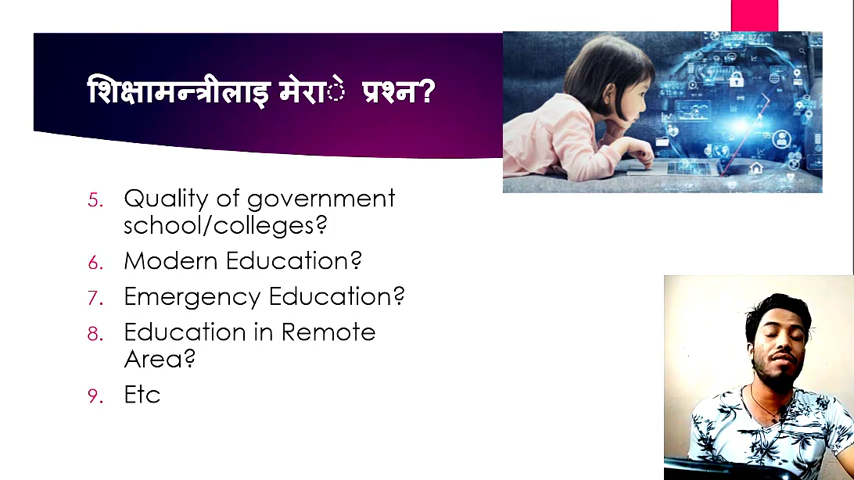 शिक्षामन्त्रीलाइ मेराे प्रश्न?
5. Quality of government
school/colleges?
6. Modern Education?
7. Emergency Education?
8. Education in Remote
Area?
9. Etc